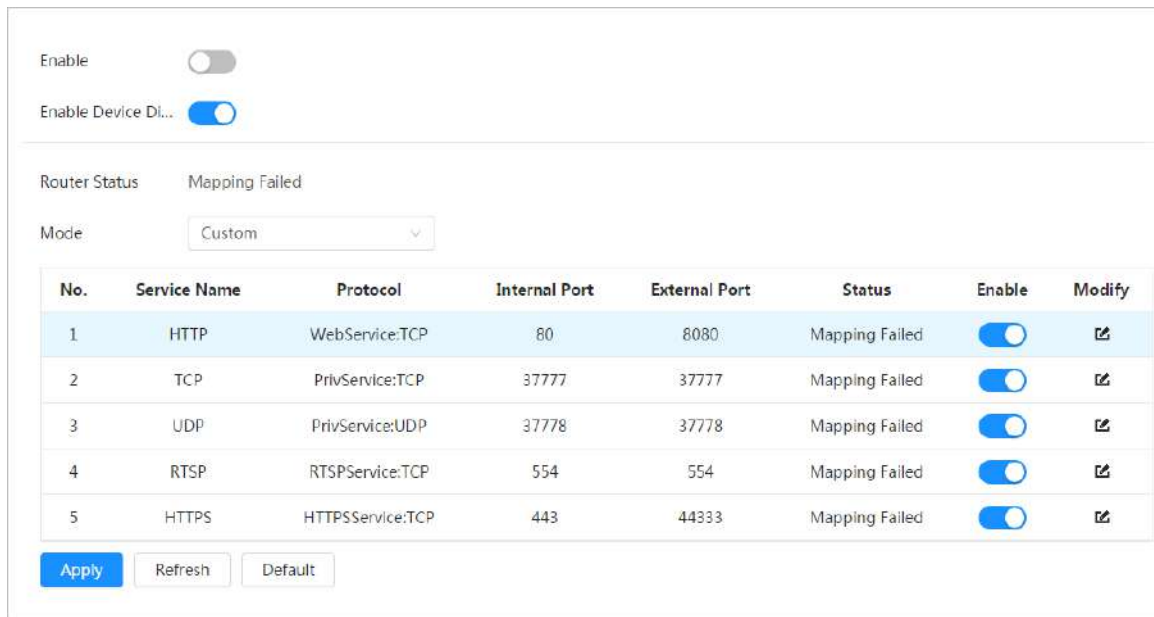 Enable
Enable Device Di...
Router Status Mapping Failed
Mode Custom
No. Service Name Protocol Internal Port External Port Status Enable Modify
1 HTTP WebService:TCP 80 8080 Mapping Failed
2 TCP PrivService:TCP 37777 37777 Mapping Failed
3 UDP PrivService:UDP 37778 37778 Mapping Failed
4 RTSP RTSPService:TCP 554 554 Mapping Failed
5 HTTPS HTTPSService:TCP 443 44333 Mapping Failed
Apply Refresh Default